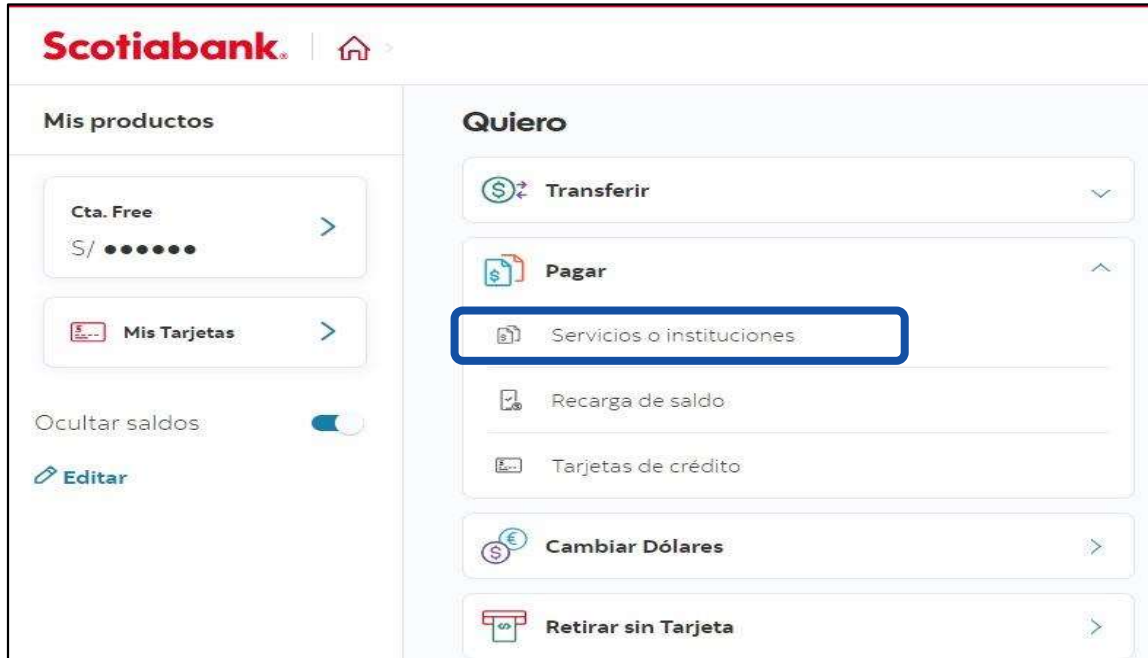 Scotiabank®
Mis productos
Cta. Free
S/ ●●●●●●
Mis Tarjetas
Ocultar saldos
Editar
Quiero
Transferir
Pagar
Servicios o instituciones
Recarga de saldo
Tarjetas de crédito
Cambiar Dólares
Retirar sin Tarjeta